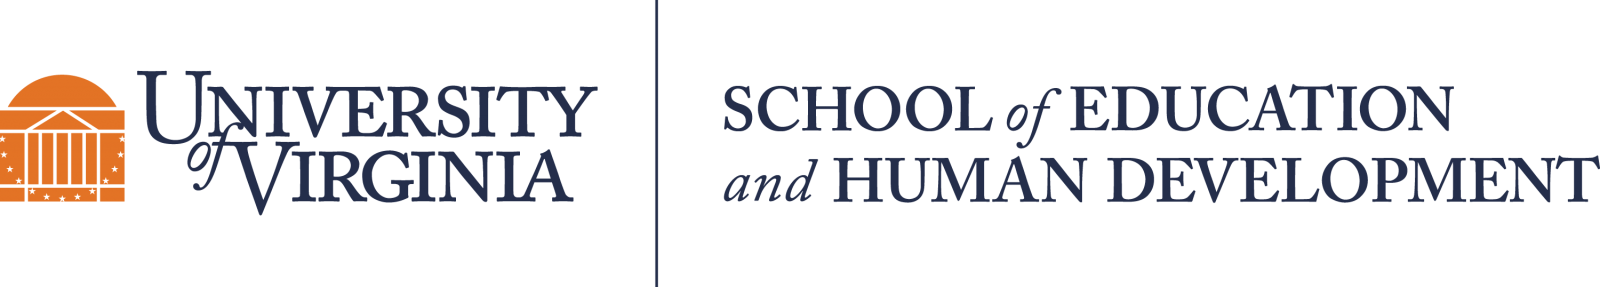 UNIVERSITY
of VIRGINIA
SCHOOL of EDUCATION
and HUMAN DEVELOPMENT